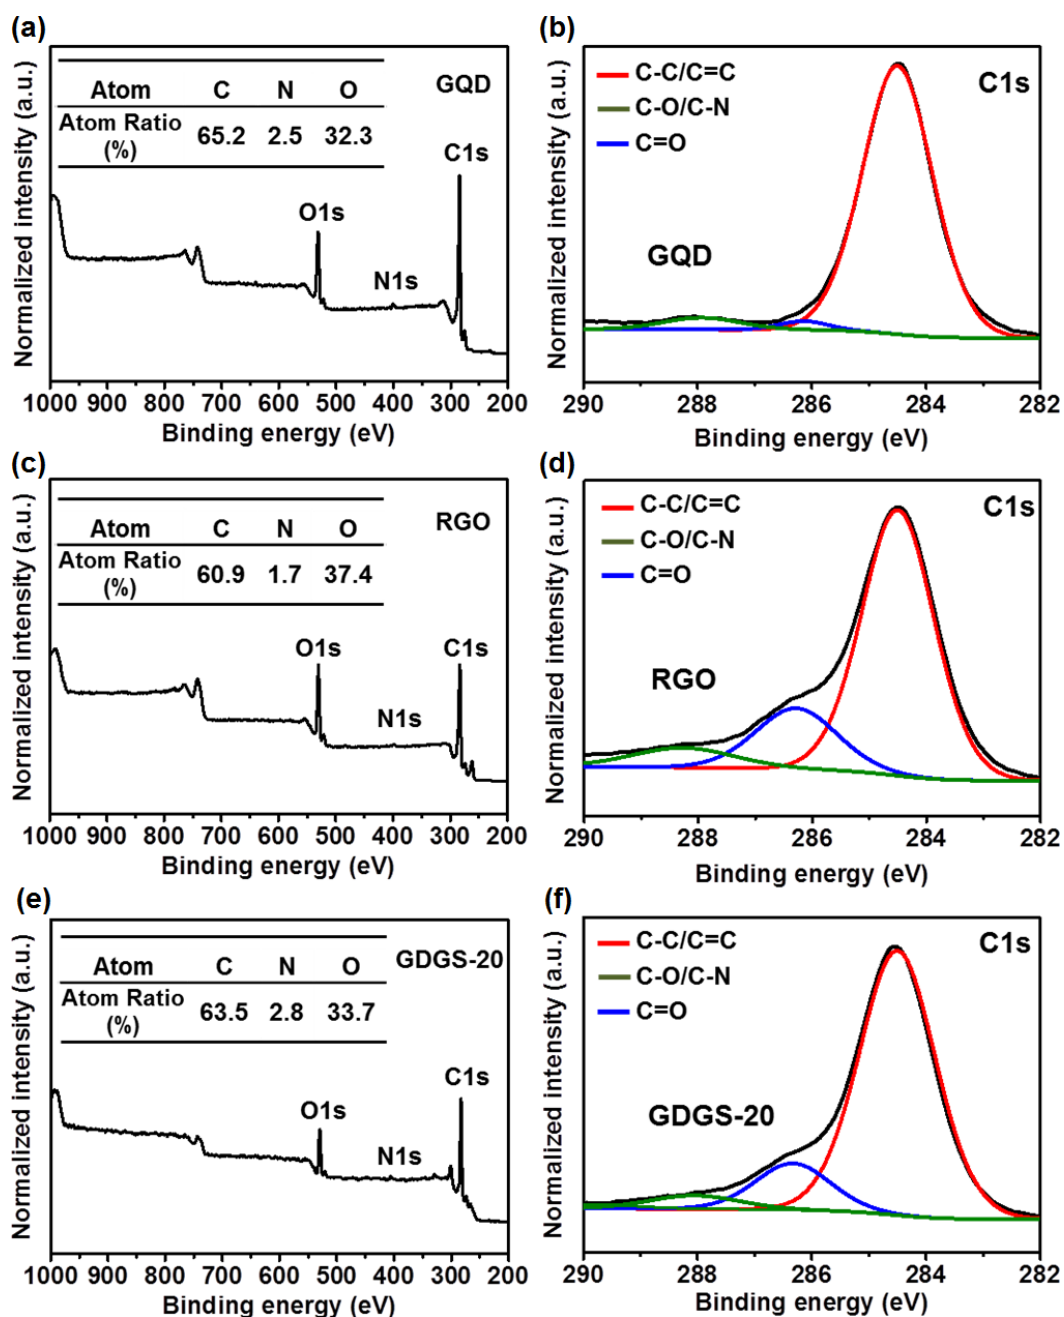 (a)
Normalized intensity (a.u.)
Atom C N O
Atom Ratio (%) 65.2 2.5 32.3
GQD
C1s
O1s
N1s
1000 900 800 700 600 500 400 300 200
Binding energy (eV)
(b)
Normalized intensity (a.u.)
C-C/C=C
C-O/C-N
C=O
C1s
GQD
290 288 286 284 282
Binding energy (eV)
(c)
Normalized intensity (a.u.)
Atom C N O
Atom Ratio (%) 60.9 1.7 37.4
RGO
O1s
C1s
N1s
1000 900 800 700 600 500 400 300 200
Binding energy (eV)
(d)
Normalized intensity (a.u.)
C-C/C=C
C-O/C-N
C=O
C1s
RGO
290 288 286 284 282
Binding energy (eV)
(e)
Normalized intensity (a.u.)
Atom C N O
Atom Ratio (%) 63.5 2.8 33.7
GDGS-20
C1s
O1s
N1s
1000 900 800 700 600 500 400 300 200
Binding energy (eV)
(f)
Normalized intensity (a.u.)
C-C/C=C
C-O/C-N
C=O
C1s
GDGS-20
290 288 286 284 282
Binding energy (eV)